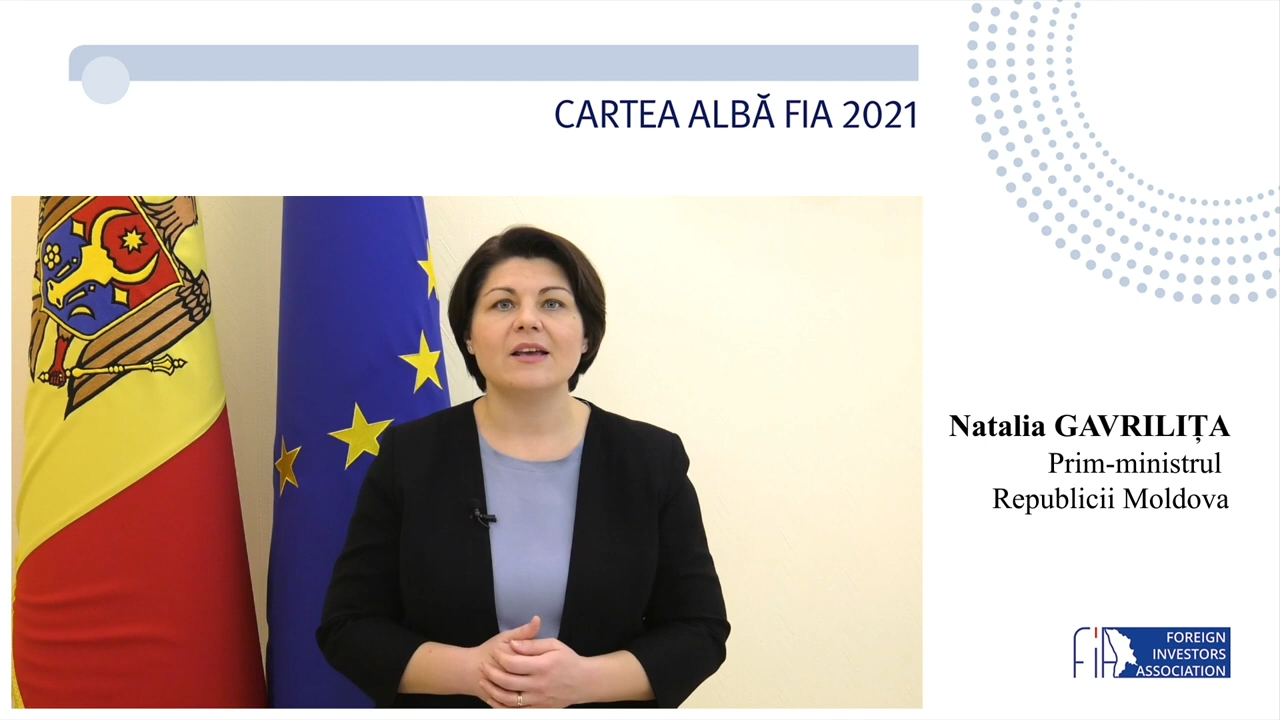 CARTEA ALBĂ FIA 2021
Natalia GAVRILIȚA
Prim-ministrul
Republicii Moldova
FIA
FOREIGN
INVESTORS
ASSOCIATION